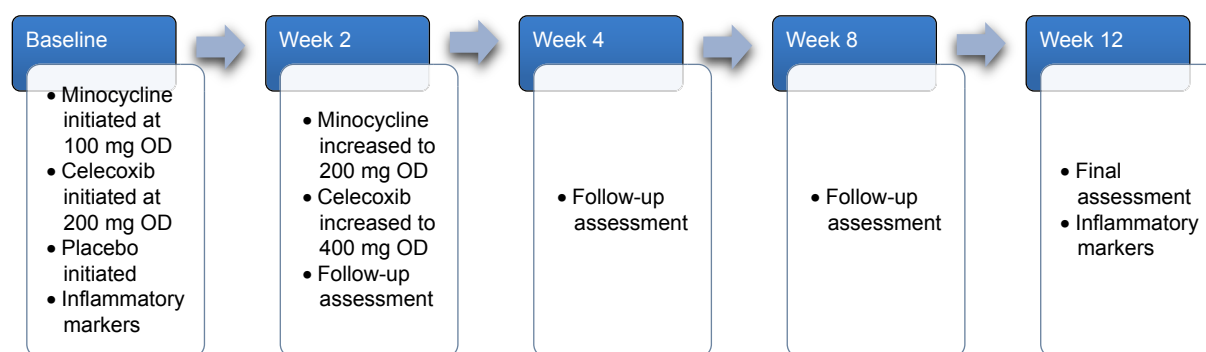 Baseline
• Minocycline
initiated at
100 mg OD
• Celecoxib
initiated at
200 mg OD
• Placebo
initiated
• Inflammatory
markers
Week 2
• Minocycline
increased to
200 mg OD
• Celecoxib
increased to
400 mg OD
• Follow-up
assessment
Week 4
• Follow-up
assessment
Week 8
• Follow-up
assessment
Week 12
• Final
assessment
• Inflammatory
markers